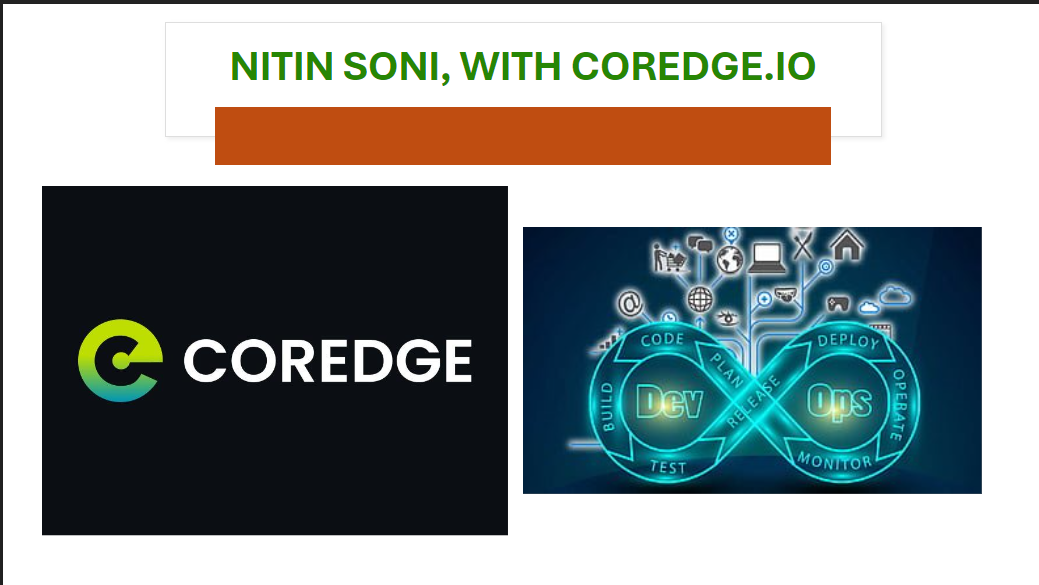 NITIN SONI, WITH COREDGE.IO
COREDGE
CODE
PLAN
DEPLOY
BUILD
Dev
RELEASE
Ops
OPERATE
TEST
MONITOR
@